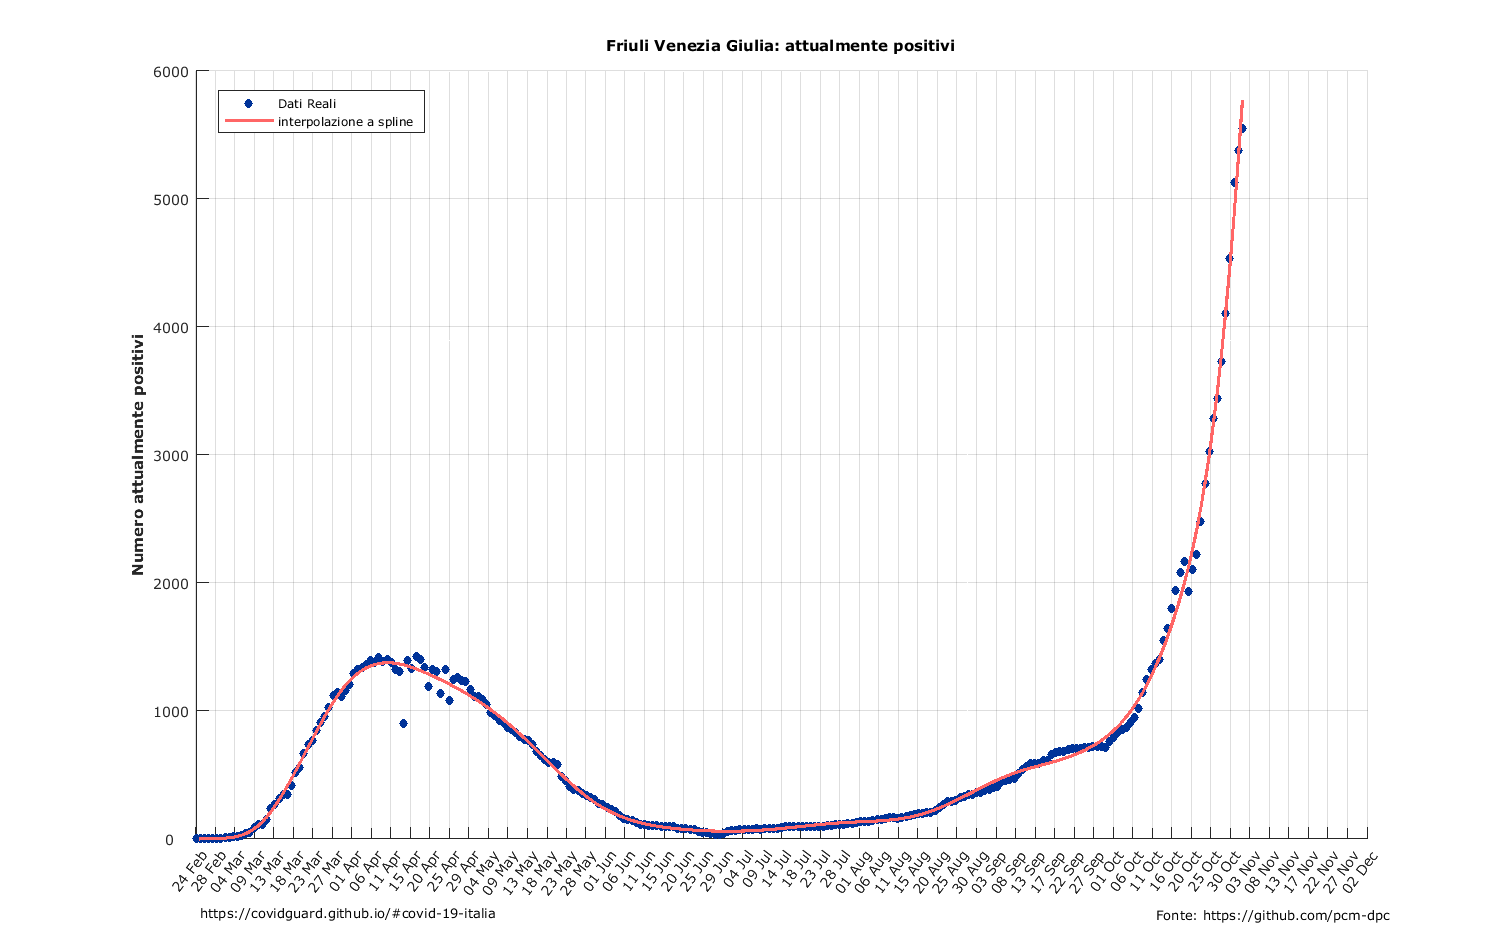 Friuli Venezia Giulia: attualmente positivi
Dati Reali
interpolazione a spline
Numero attualmente positivi
6000
5000
4000
3000
2000
1000
0
24 Feb
28 Feb
04 Mar
09 Mar
13 Mar
18 Mar
23 Mar
27 Mar
01 Apr
06 Apr
11 Apr
15 Apr
20 Apr
25 Apr
29 Apr
04 May
09 May
13 May
18 May
23 May
28 May
01 Jun
06 Jun
11 Jun
15 Jun
20 Jun
25 Jun
29 Jun
04 Jul
09 Jul
14 Jul
18 Jul
23 Jul
28 Jul
01 Aug
06 Aug
11 Aug
15 Aug
20 Aug
25 Aug
30 Aug
03 Sep
08 Sep
13 Sep
17 Sep
22 Sep
27 Sep
01 Oct
06 Oct
11 Oct
16 Oct
20 Oct
25 Oct
30 Oct
03 Nov
08 Nov
13 Nov
17 Nov
22 Nov
27 Nov
02 Dec
https://covidguard.github.io/#covid-19-italia
Fonte: https://github.com/pcm-dpc